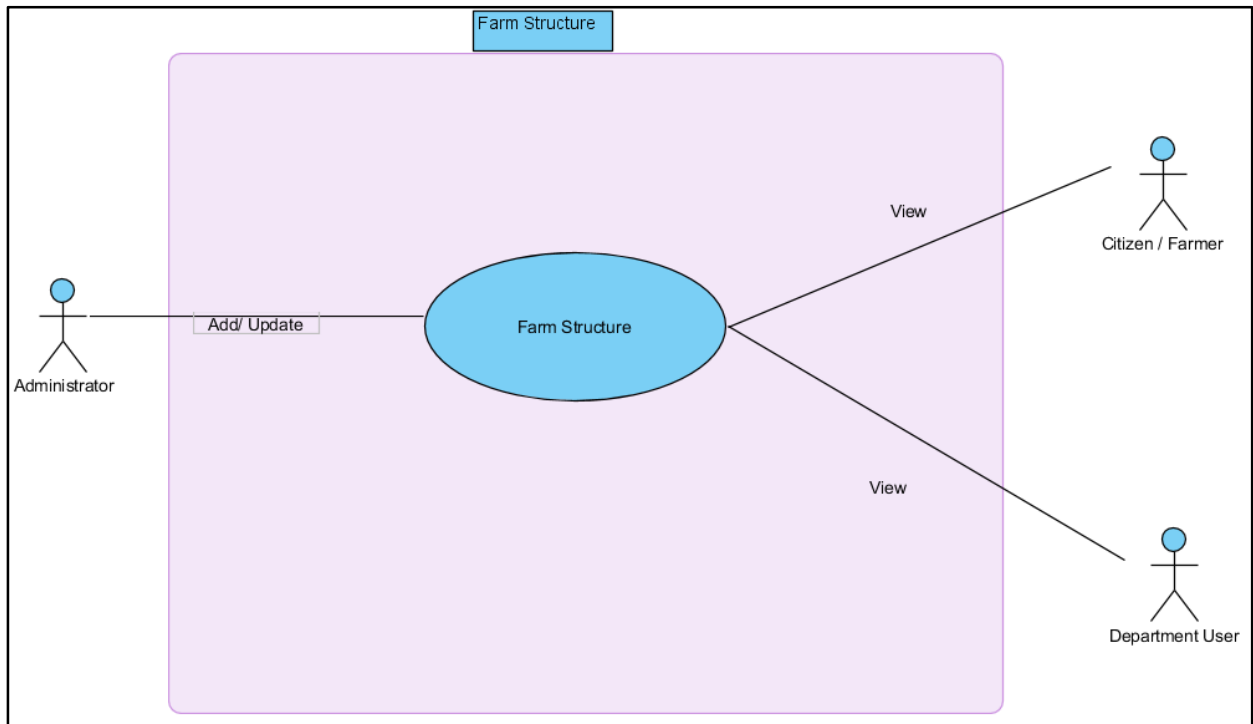 Farm Structure
View
Citizen / Farmer
Add/ Update
Farm Structure
Administrator
View
Department User